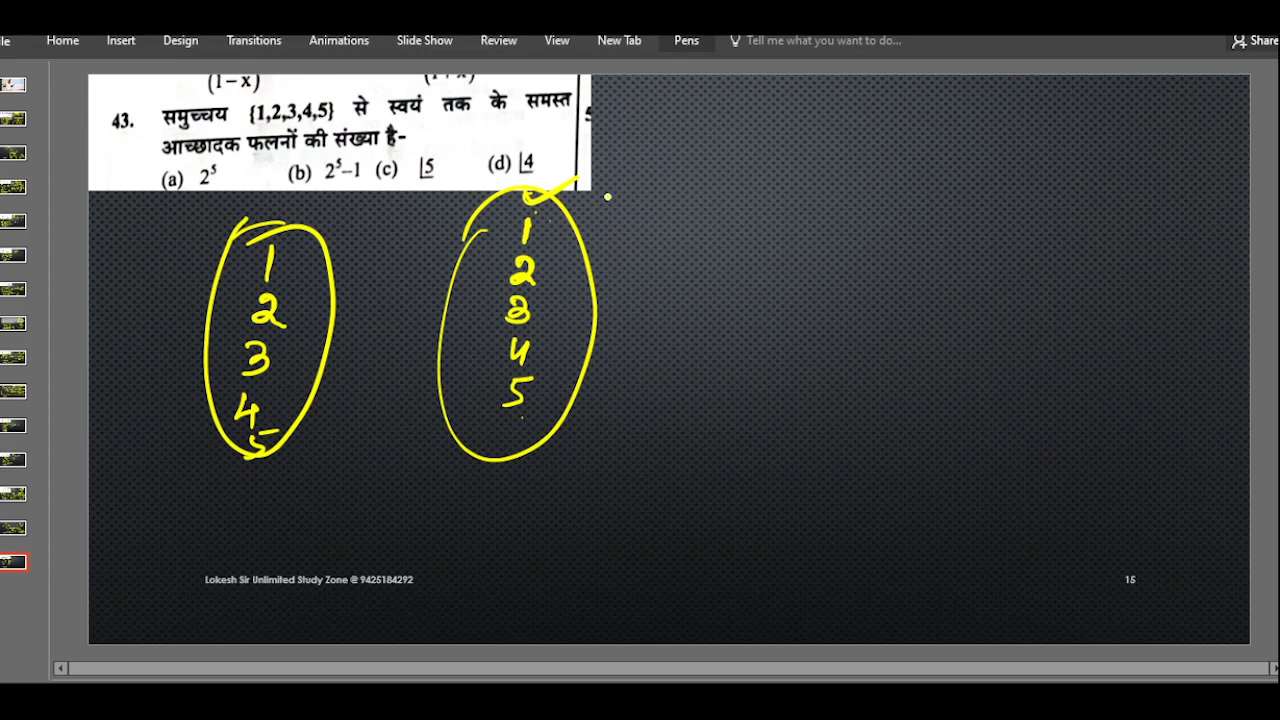 le Home Insert Design Transitions Animations Slide Show Review View New Tab Pens Tell me what you want to do... Share
(1−x)
43. समुच्चय {1,2,3,4,5} से स्वयं तक के समस्त
आच्छादक फलनों की संख्या है-
(a) 2⁵ (b) 2⁵−1 (c) ⌊5 (d) ⌊4
1
2
3
4
5
1
2
3
4
5
Lokesh Sir Unlimited Study Zone @ 9425184292
15